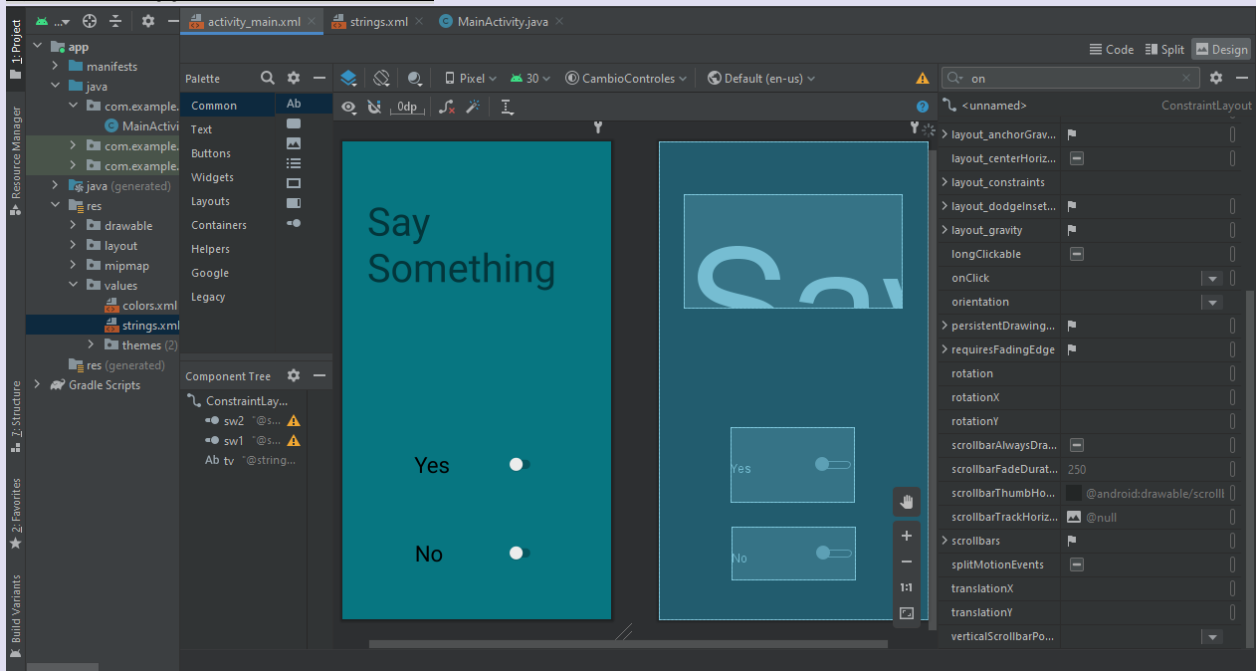 activity_main.xml
strings.xml
MainActivity.java
Code
Split
Design
1: Project
Resource Manager
7: Structure
2: Favorites
Build Variants
app
manifests
java
com.example.
MainActivi
com.example.
com.example.
java (generated)
res
drawable
layout
mipmap
values
colors.xml
strings.xml
themes (2)
res (generated)
Gradle Scripts
Palette
Common
Text
Buttons
Widgets
Layouts
Containers
Helpers
Google
Legacy
Ab
Component Tree
ConstraintLay...
sw2 "@s...
sw1 "@s...
Ab tv "@string...
Pixel
30
CambioControles
Default (en-us)
0dp
Say
Something
Yes
No
Say
Yes
No
1:1
on
<unnamed>
ConstraintLayout
layout_anchorGrav...
layout_centerHoriz...
layout_constraints
layout_dodgeInset...
layout_gravity
longClickable
onClick
orientation
persistentDrawing...
requiresFadingEdge
rotation
rotationX
rotationY
scrollbarAlwaysDra...
scrollbarFadeDurat... 250
scrollbarThumbHo... @android:drawable/scrolll
scrollbarTrackHoriz... @null
scrollbars
splitMotionEvents
translationX
translationY
verticalScrollbarPo...